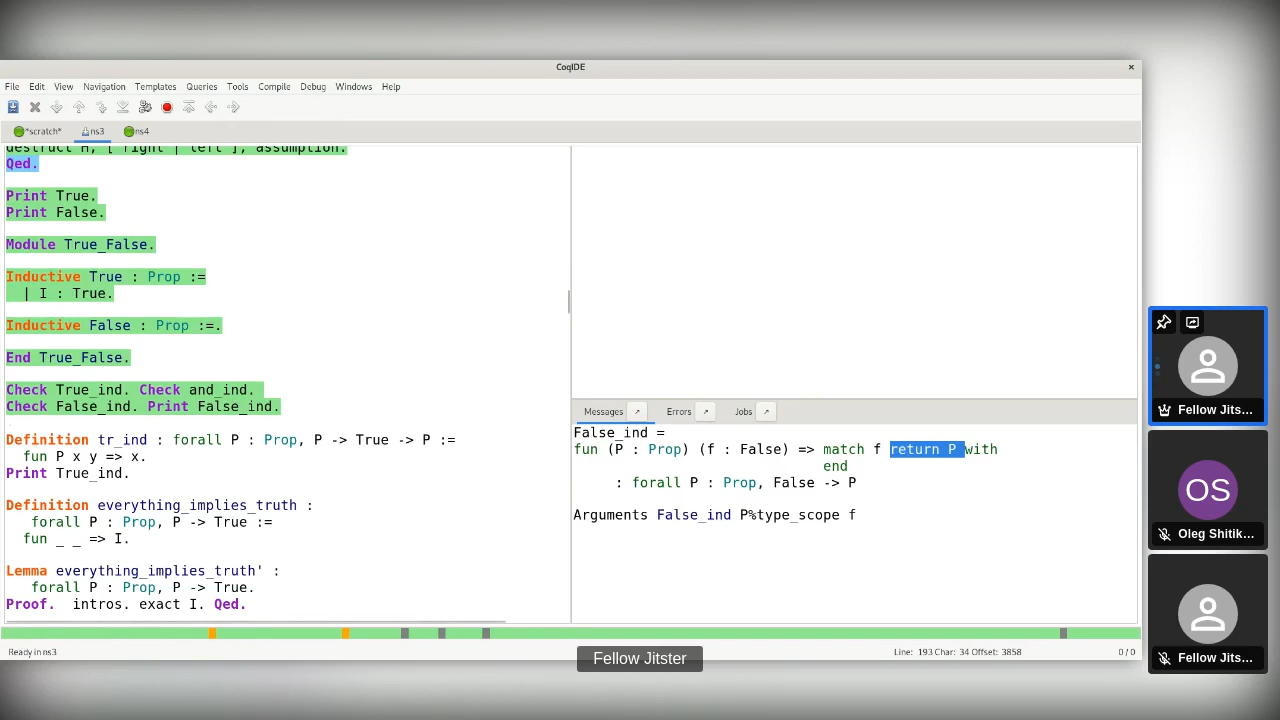 CoqIDE
File Edit View Navigation Templates Queries Tools Compile Debug Windows Help
*scratch* ns3 ns4
destruct H; [ right | left ]; assumption.
Qed.
Print True.
Print False.
Module True_False.
Inductive True : Prop :=
| I : True.
Inductive False : Prop :=.
End True_False.
Check True_ind. Check and_ind.
Check False_ind. Print False_ind.
Definition tr_ind : forall P : Prop, P -> True -> P :=
fun P x y => x.
Print True_ind.
Definition everything_implies_truth :
forall P : Prop, P -> True :=
fun _ _ => I.
Lemma everything_implies_truth' :
forall P : Prop, P -> True.
Proof. intros. exact I. Qed.
Messages Errors Jobs
False_ind =
fun (P : Prop) (f : False) => match f return P with
end
: forall P : Prop, False -> P
Arguments False_ind P%type_scope f
Ready in ns3
Line: 193 Char: 34 Offset: 3858
0 / 0
Fellow Jitster
Fellow Jits...
OS
Oleg Shitik...
Fellow Jits...